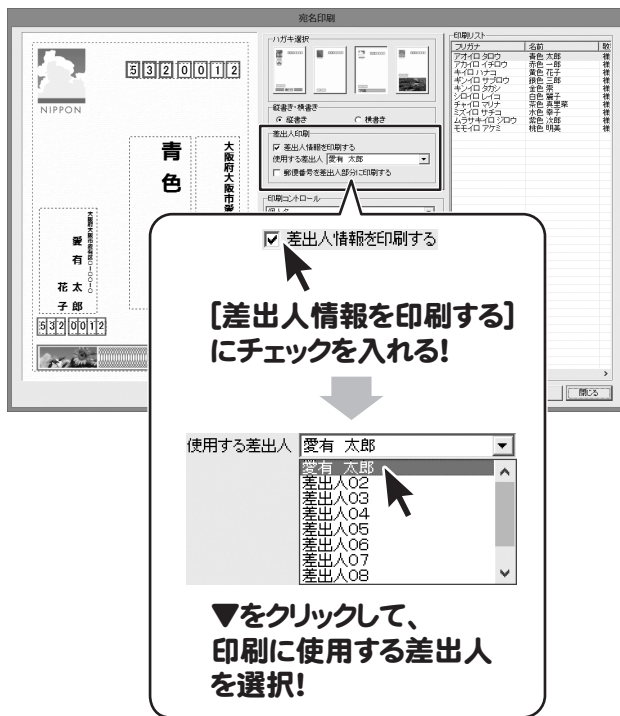 宛名印刷
5320012
NIPPON
青色
大阪府大阪市愛
愛有 太郎
花子
5320012
ハガキ選択
縦書き・横書き
縦書き 横書き
差出人印刷
差出人情報を印刷する
使用する差出人 愛有 太郎
郵便番号を差出人部分に印刷する
印刷コントロール
印刷リスト
フリガナ 名前 敬
アオイロ タロウ 青色 太郎 様
アカイロ イチロウ 赤色 一郎 様
キイロ ハナコ 黄色 花子 様
ギンイロ サブロウ 銀色 三郎 様
キンイロ タカシ 金色 崇 様
シロイロ レイコ 白色 麗子 様
チャイロ マリナ 茶色 真里菜 様
ミズイロ サチコ 水色 幸子 様
ムラサキイロ ジロウ 紫色 次郎 様
モモイロ アケミ 桃色 明美 様
閉じる
差出人情報を印刷する
[差出人情報を印刷する]
にチェックを入れる!
使用する差出人 愛有 太郎
愛有 太郎
差出人02
差出人03
差出人04
差出人05
差出人06
差出人07
差出人08
▼をクリックして、
印刷に使用する差出人
を選択!